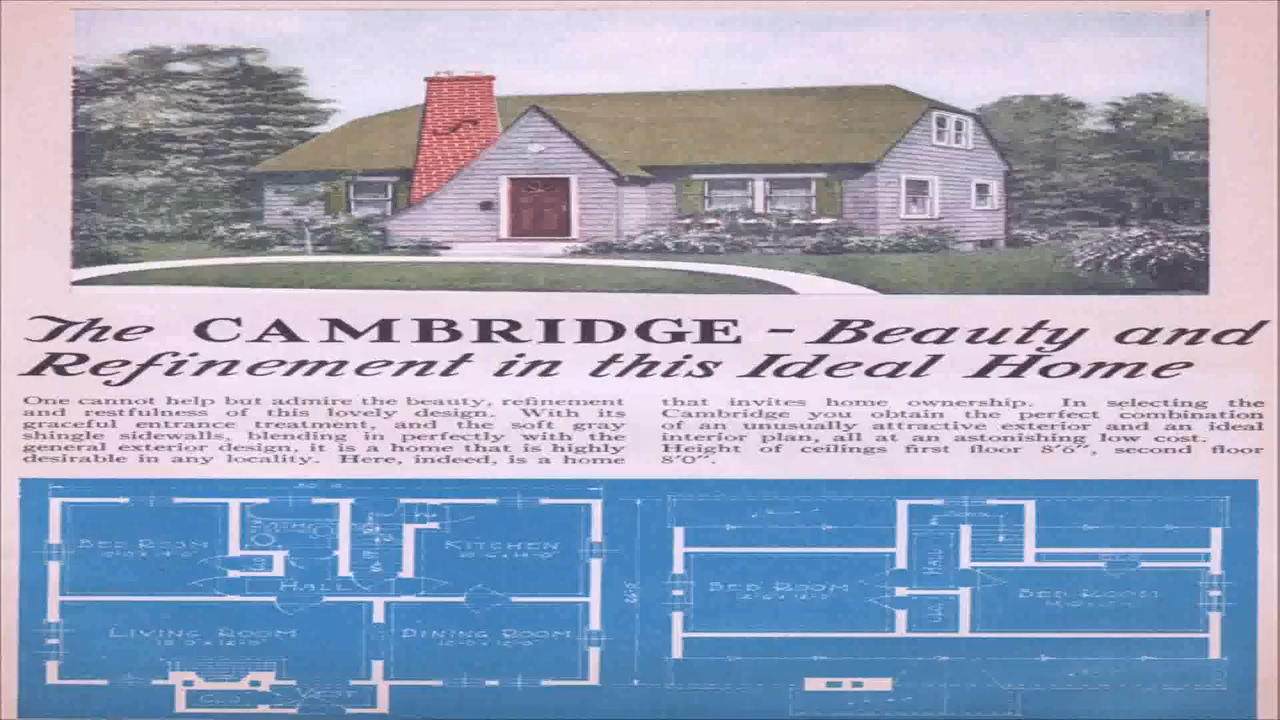 The CAMBRIDGE - Beauty and
Refinement in this Ideal Home
One cannot help but admire the beauty, refinement
and restfulness of this lovely design. With its
graceful entrance treatment, and the soft gray
shingle sidewalls, blending in perfectly with the
general exterior design, it is a home that is highly
desirable in any locality. Here, indeed, is a home
that invites home ownership. In selecting the
Cambridge you obtain the perfect combination
of an unusually attractive exterior and an ideal
interior plan, all at an astonishing low cost.
Height of ceilings first floor 8'6", second floor
8'0".
BED ROOM
KITCHEN
HALL
LIVING ROOM
DINING ROOM
CLO
VEST
HALL
BED ROOM
CLO
BED ROOM